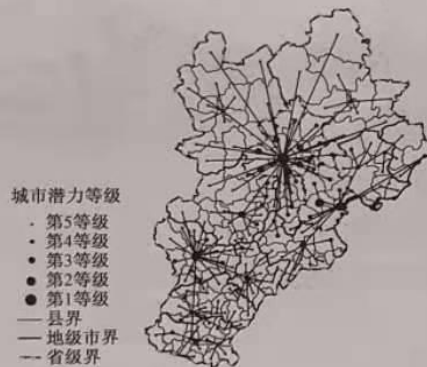 城市潜力等级
第5等级
第4等级
第3等级
第2等级
第1等级
县界
地级市界
省级界